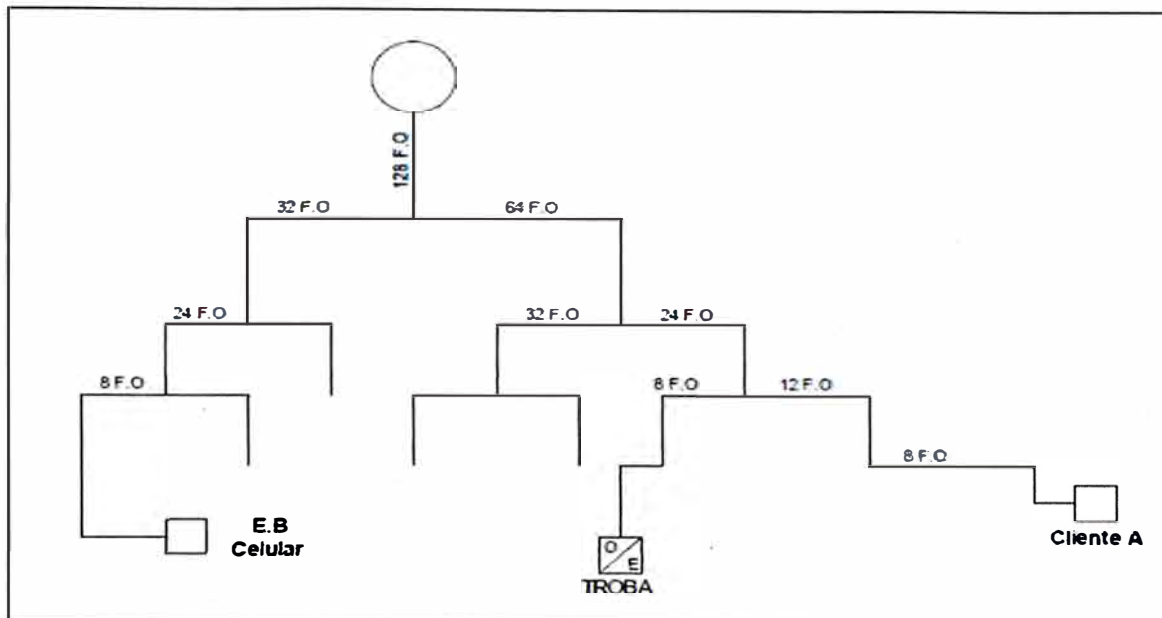 128 F.O
32 F.O
64 F.O
24 F.O
32 F.O
24 F.O
8 F.O
8 F.O
12 F.O
8 F.O
E.B
Celular
O
E
TROBA
Cliente A